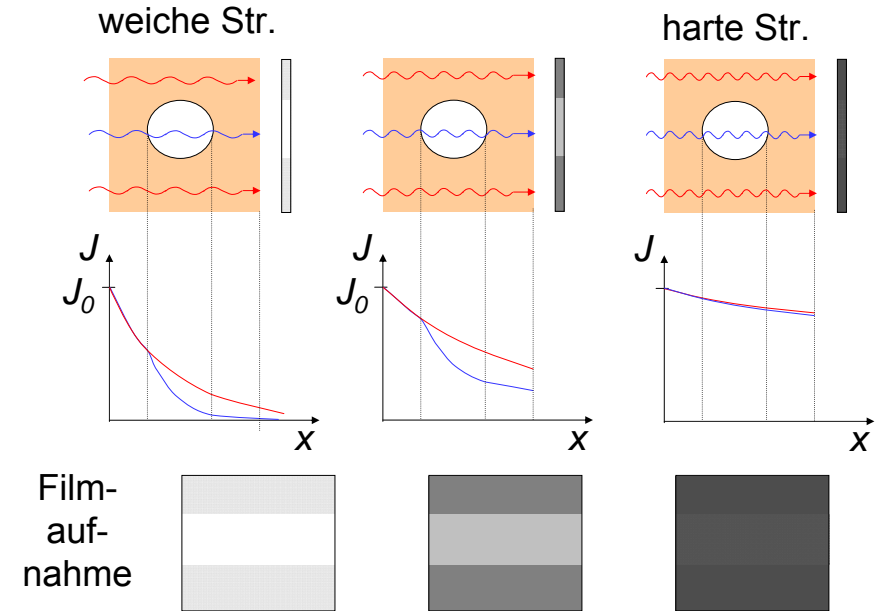 weiche Str.
harte Str.
J
J0
x
J
J0
x
J
x
Film-
auf-
nahme